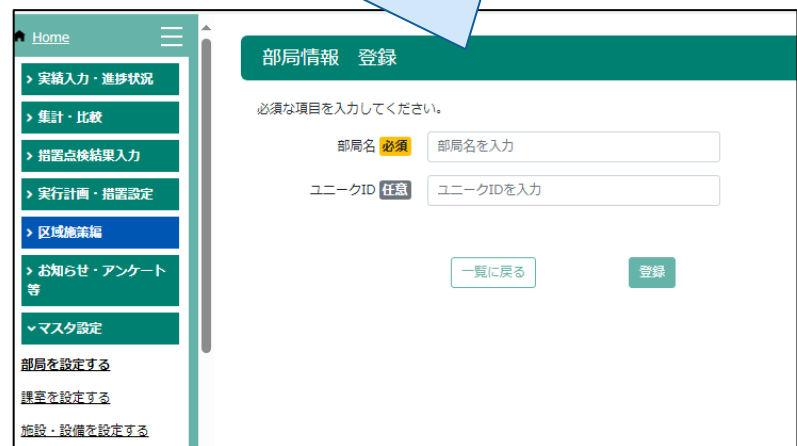 Home
> 実績入力・進捗状況
> 集計・比較
> 措置点検結果入力
> 実行計画・措置設定
> 区域施策編
> お知らせ・アンケート
等
マスタ設定
部局を設定する
課室を設定する
施設・設備を設定する
部局情報 登録
必須な項目を入力してください。
部局名 必須 部局名を入力
ユニークID 任意 ユニークIDを入力
一覧に戻る 登録